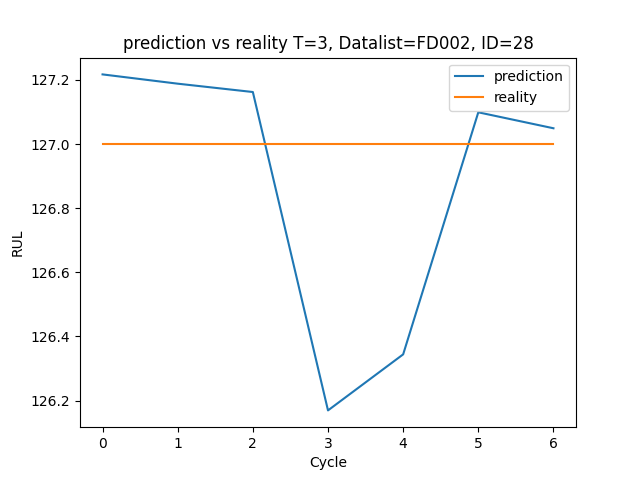 prediction vs reality T=3, Datalist=FD002, ID=28
prediction
reality
127.2
127.0
126.8
126.6
126.4
126.2
RUL
0 1 2 3 4 5 6
Cycle